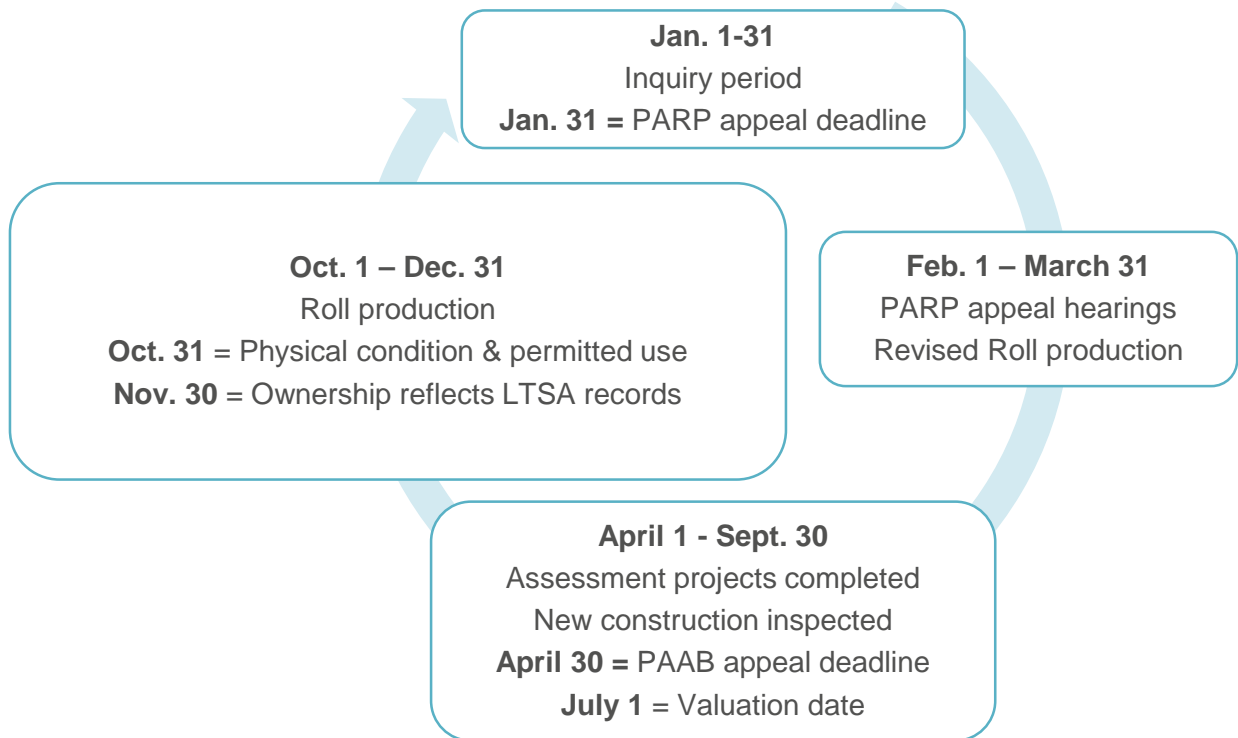 Jan. 1-31
Inquiry period
Jan. 31 = PARP appeal deadline
Feb. 1 – March 31
PARP appeal hearings
Revised Roll production
April 1 - Sept. 30
Assessment projects completed
New construction inspected
April 30 = PAAB appeal deadline
July 1 = Valuation date
Oct. 1 – Dec. 31
Roll production
Oct. 31 = Physical condition & permitted use
Nov. 30 = Ownership reflects LTSA records